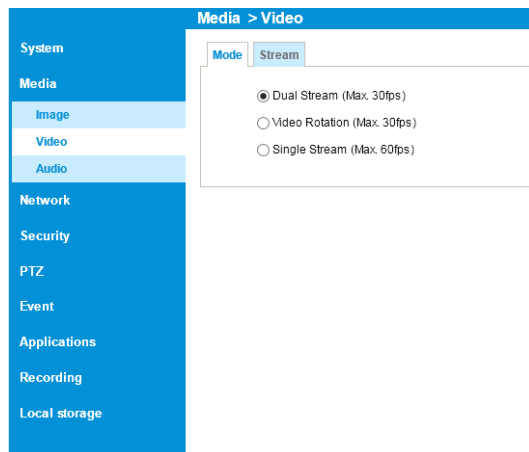 Media > Video
System
Media
Image
Video
Audio
Network
Security
PTZ
Event
Applications
Recording
Local storage
Mode
Stream
Dual Stream (Max. 30fps)
Video Rotation (Max. 30fps)
Single Stream (Max. 60fps)